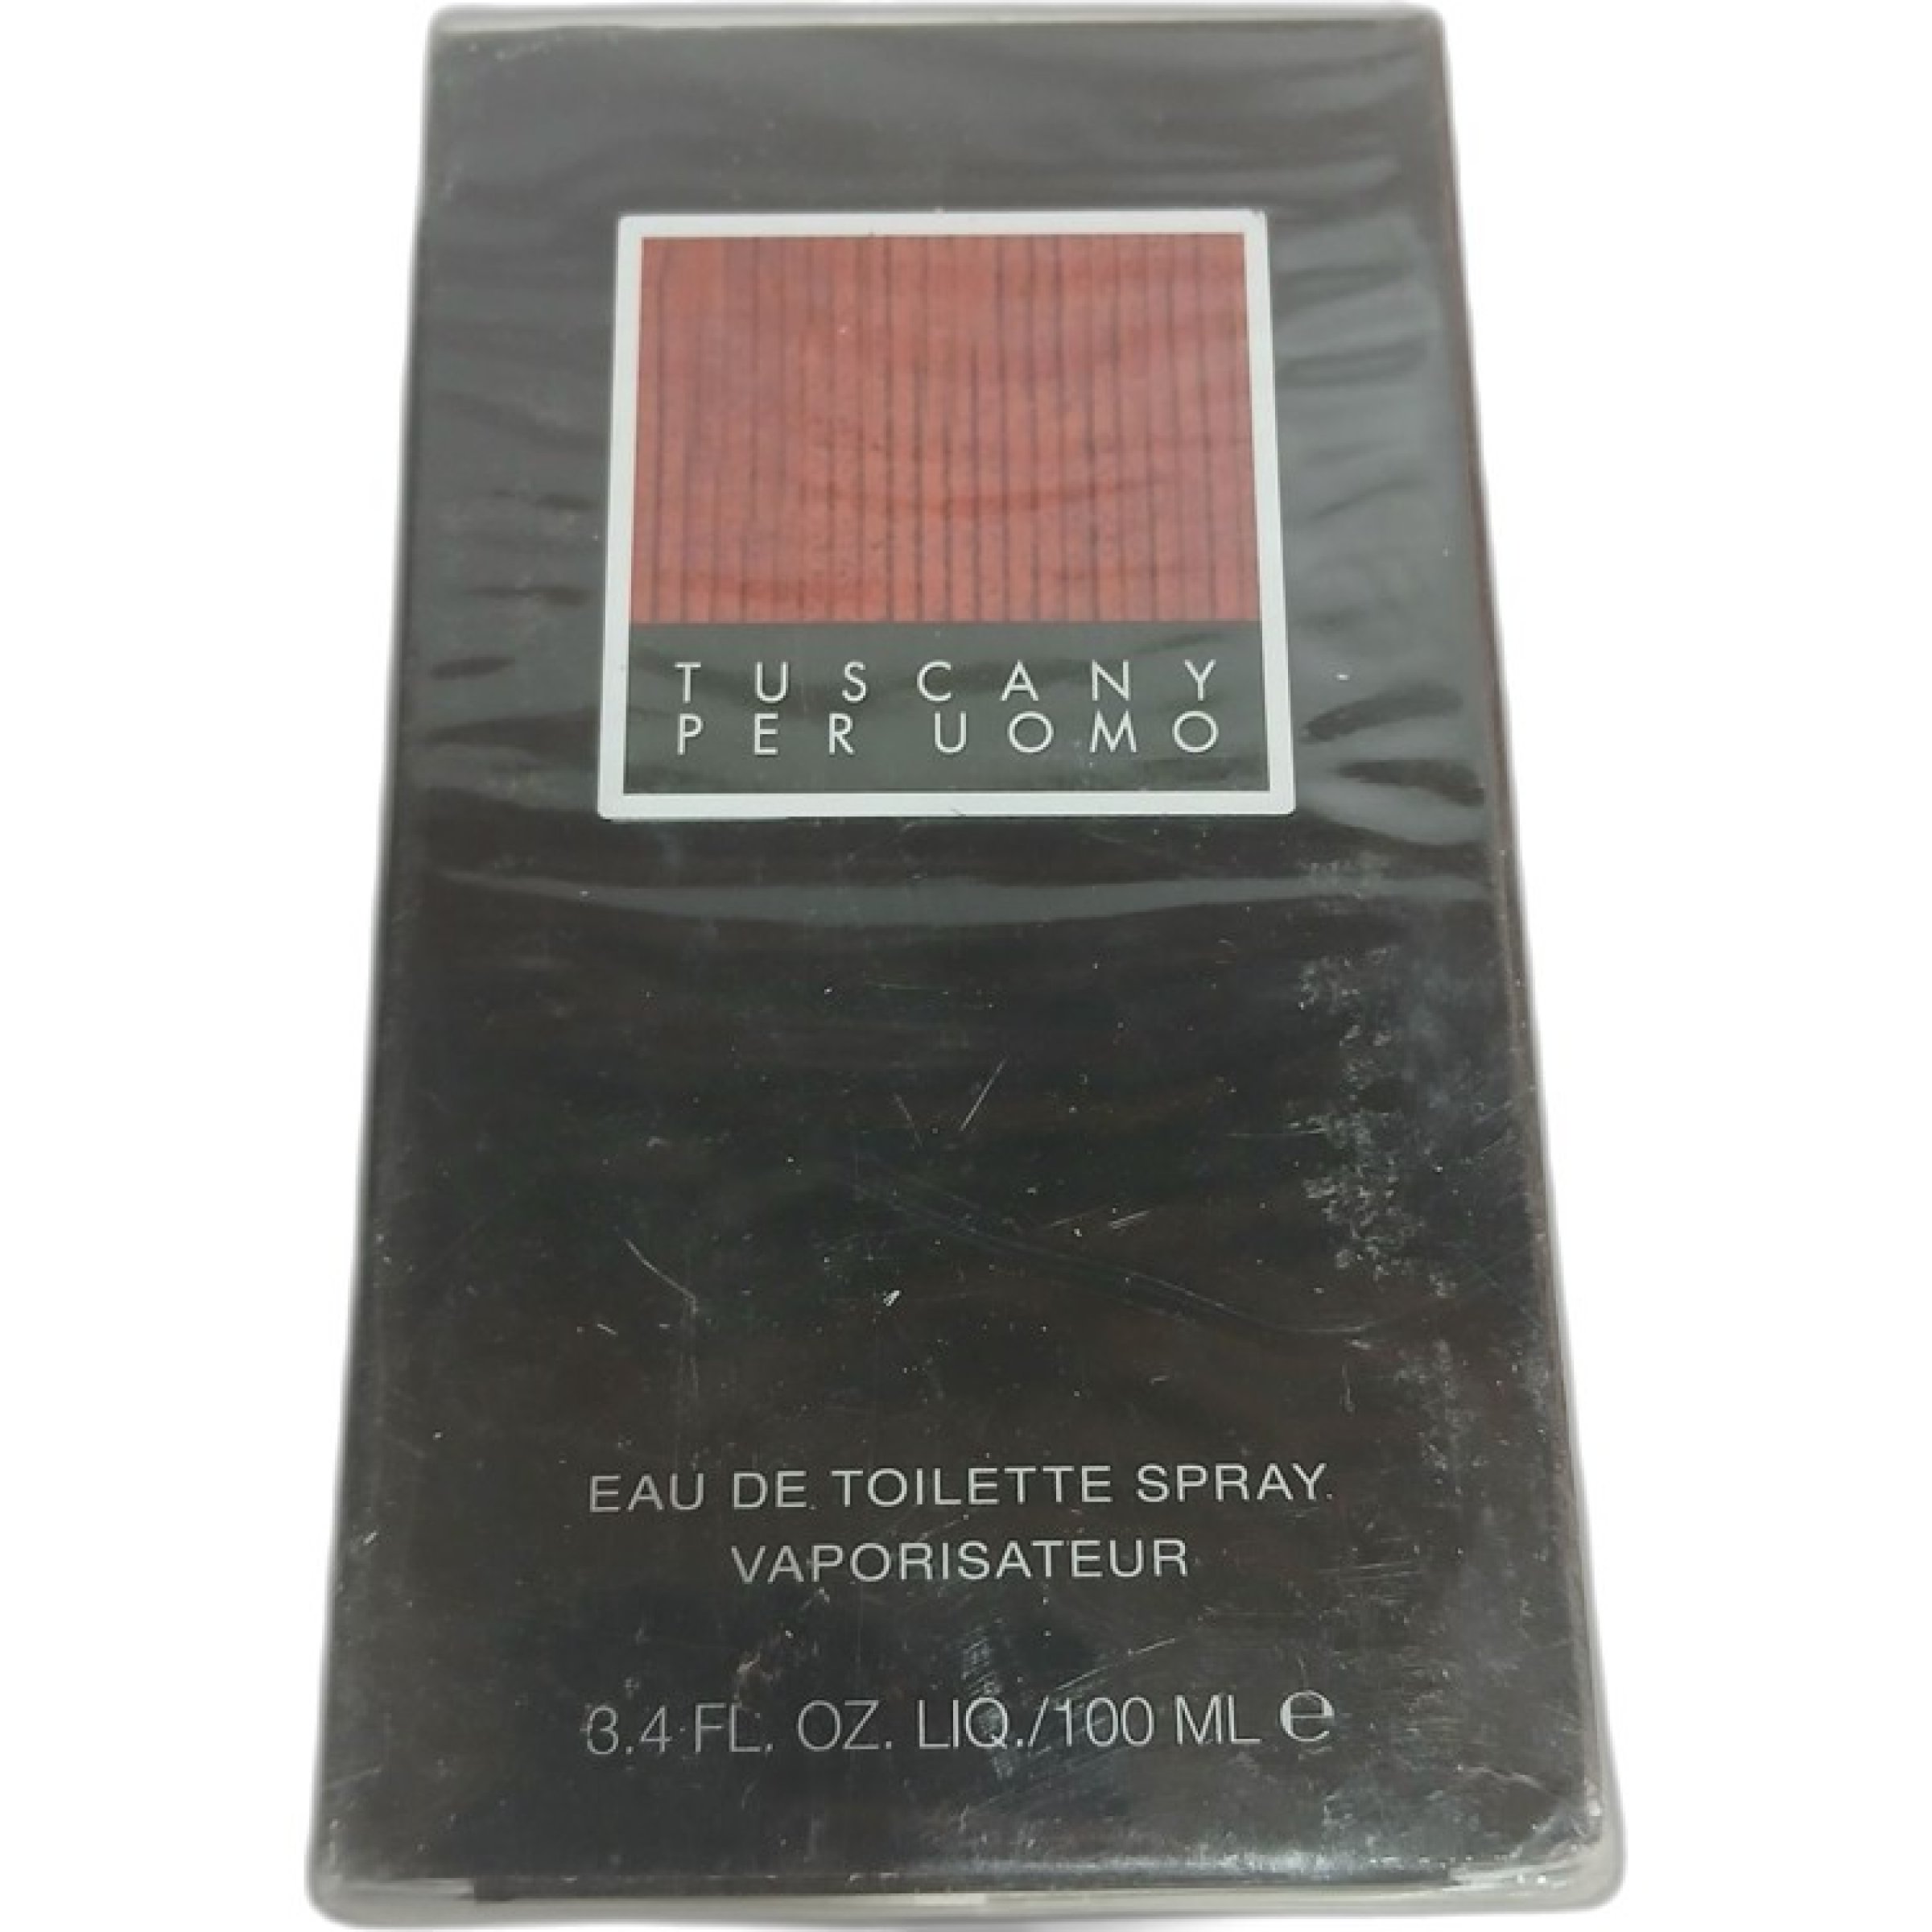 TUSCANY
PER UOMO
EAU DE TOILETTE SPRAY
VAPORISATEUR
3.4 FL. OZ. LIQ./100 ML ℮